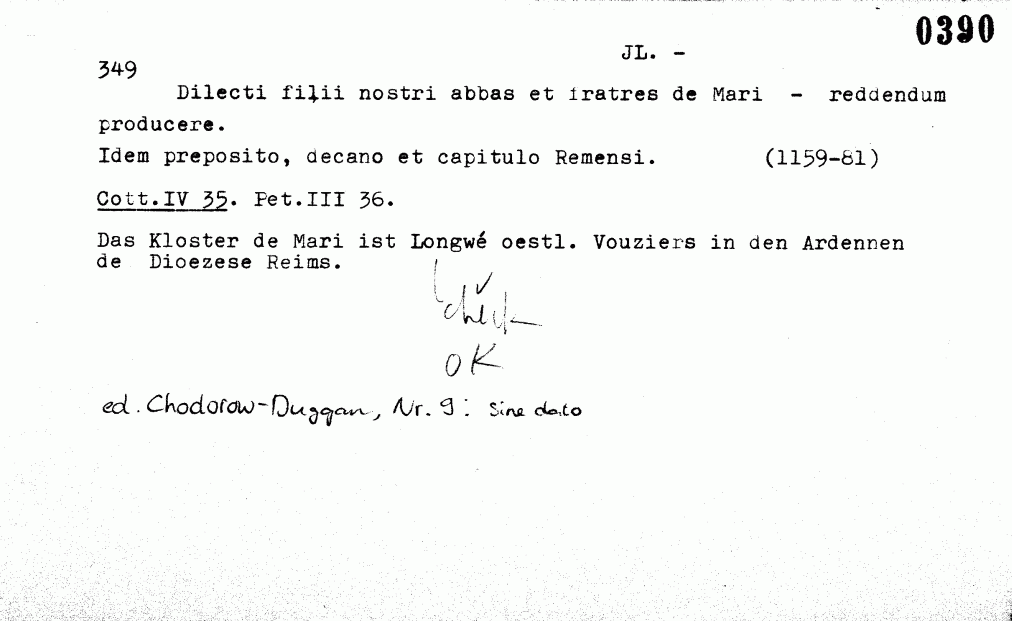 0390
JL. -
349
Dilecti filii nostri abbas et fratres de Mari - reddendum
producere.
Idem preposito, decano et capitulo Remensi. (1159-81)
Cott.IV 35. Pet.III 36.
Das Kloster de Mari ist Longwé oestl. Vouziers in den Ardennen
de Dioezese Reims.
check
OK
ed. Chodorow-Duggan, Nr. 9: sine dato